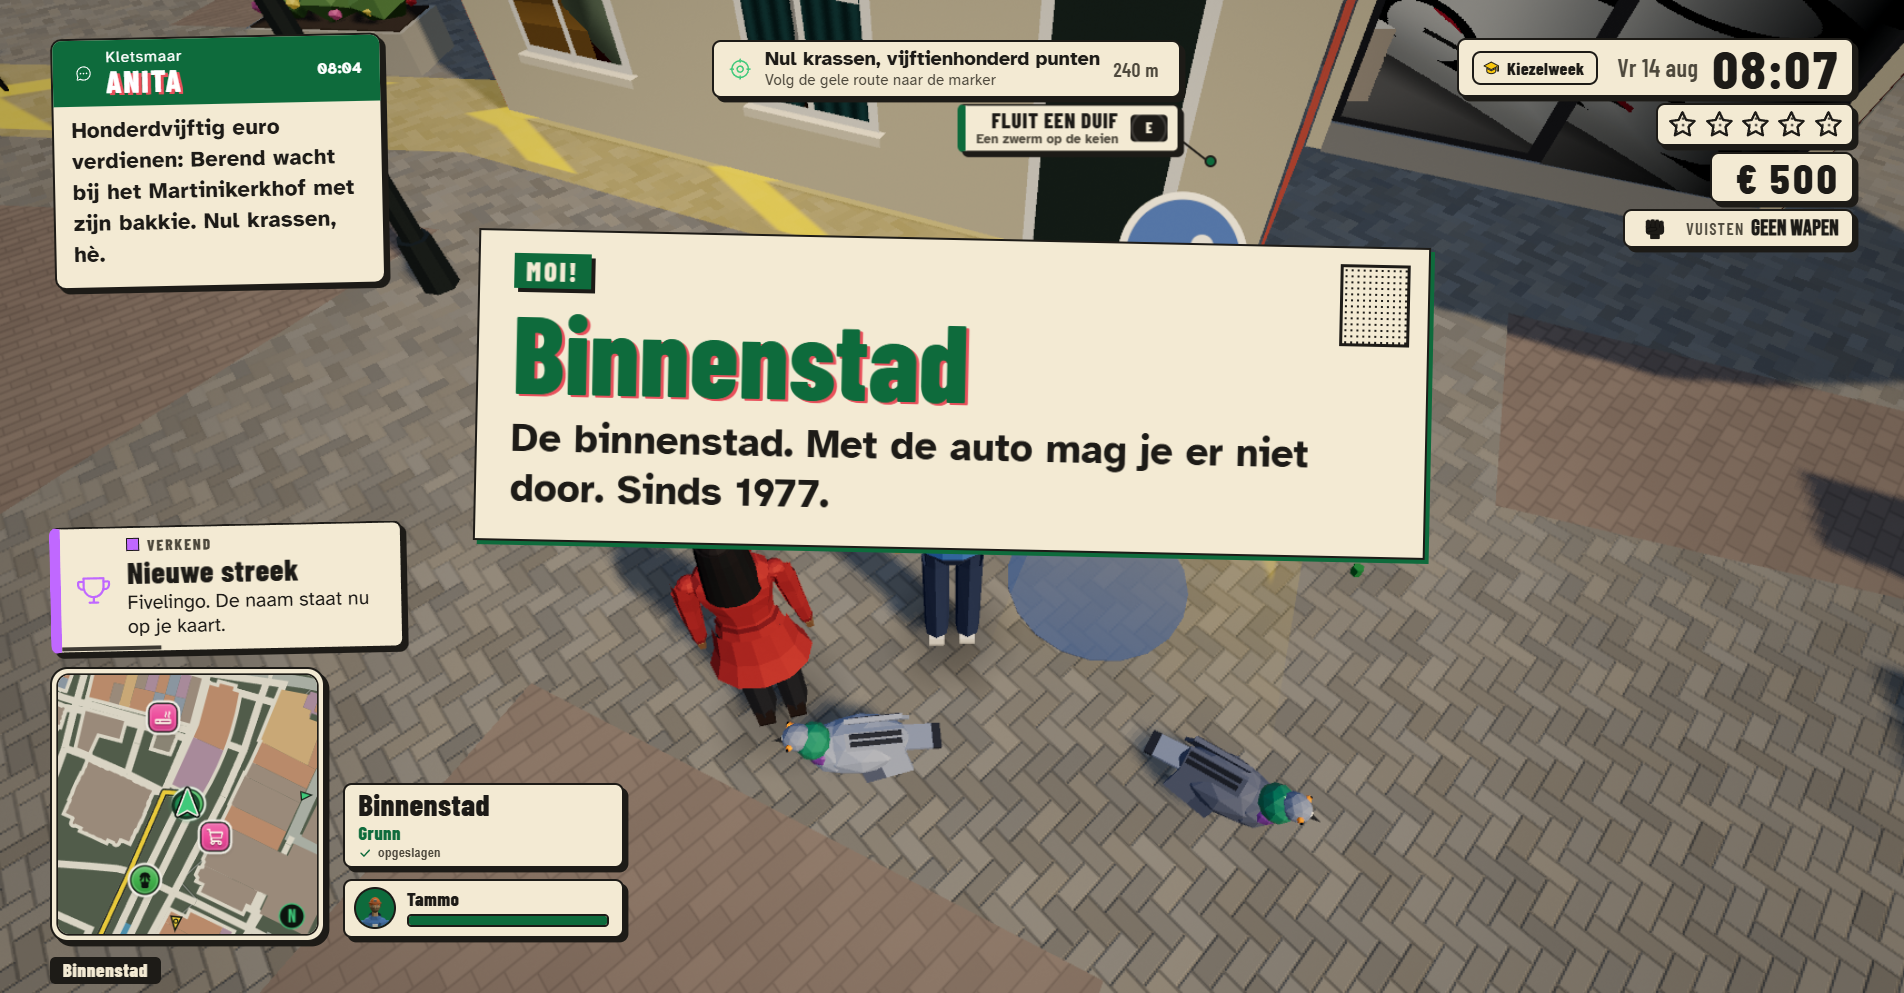 Kletsmaar
ANITA
08:04
Honderdvijftig euro
verdienen: Berend wacht
bij het Martinikerkhof met
zijn bakkie. Nul krassen,
hè.
Nul krassen, vijftienhonderd punten
Volg de gele route naar de marker
240 m
FLUIT EEN DUIF
Een zwerm op de keien
E
Kiezelweek
Vr 14 aug
08:07
€ 500
VUISTEN GEEN WAPEN
MOI!
Binnenstad
De binnenstad. Met de auto mag je er niet
door. Sinds 1977.
VERKEND
Nieuwe streek
Fivelingo. De naam staat nu
op je kaart.
N
Binnenstad
Grunn
opgeslagen
Tammo
Binnenstad